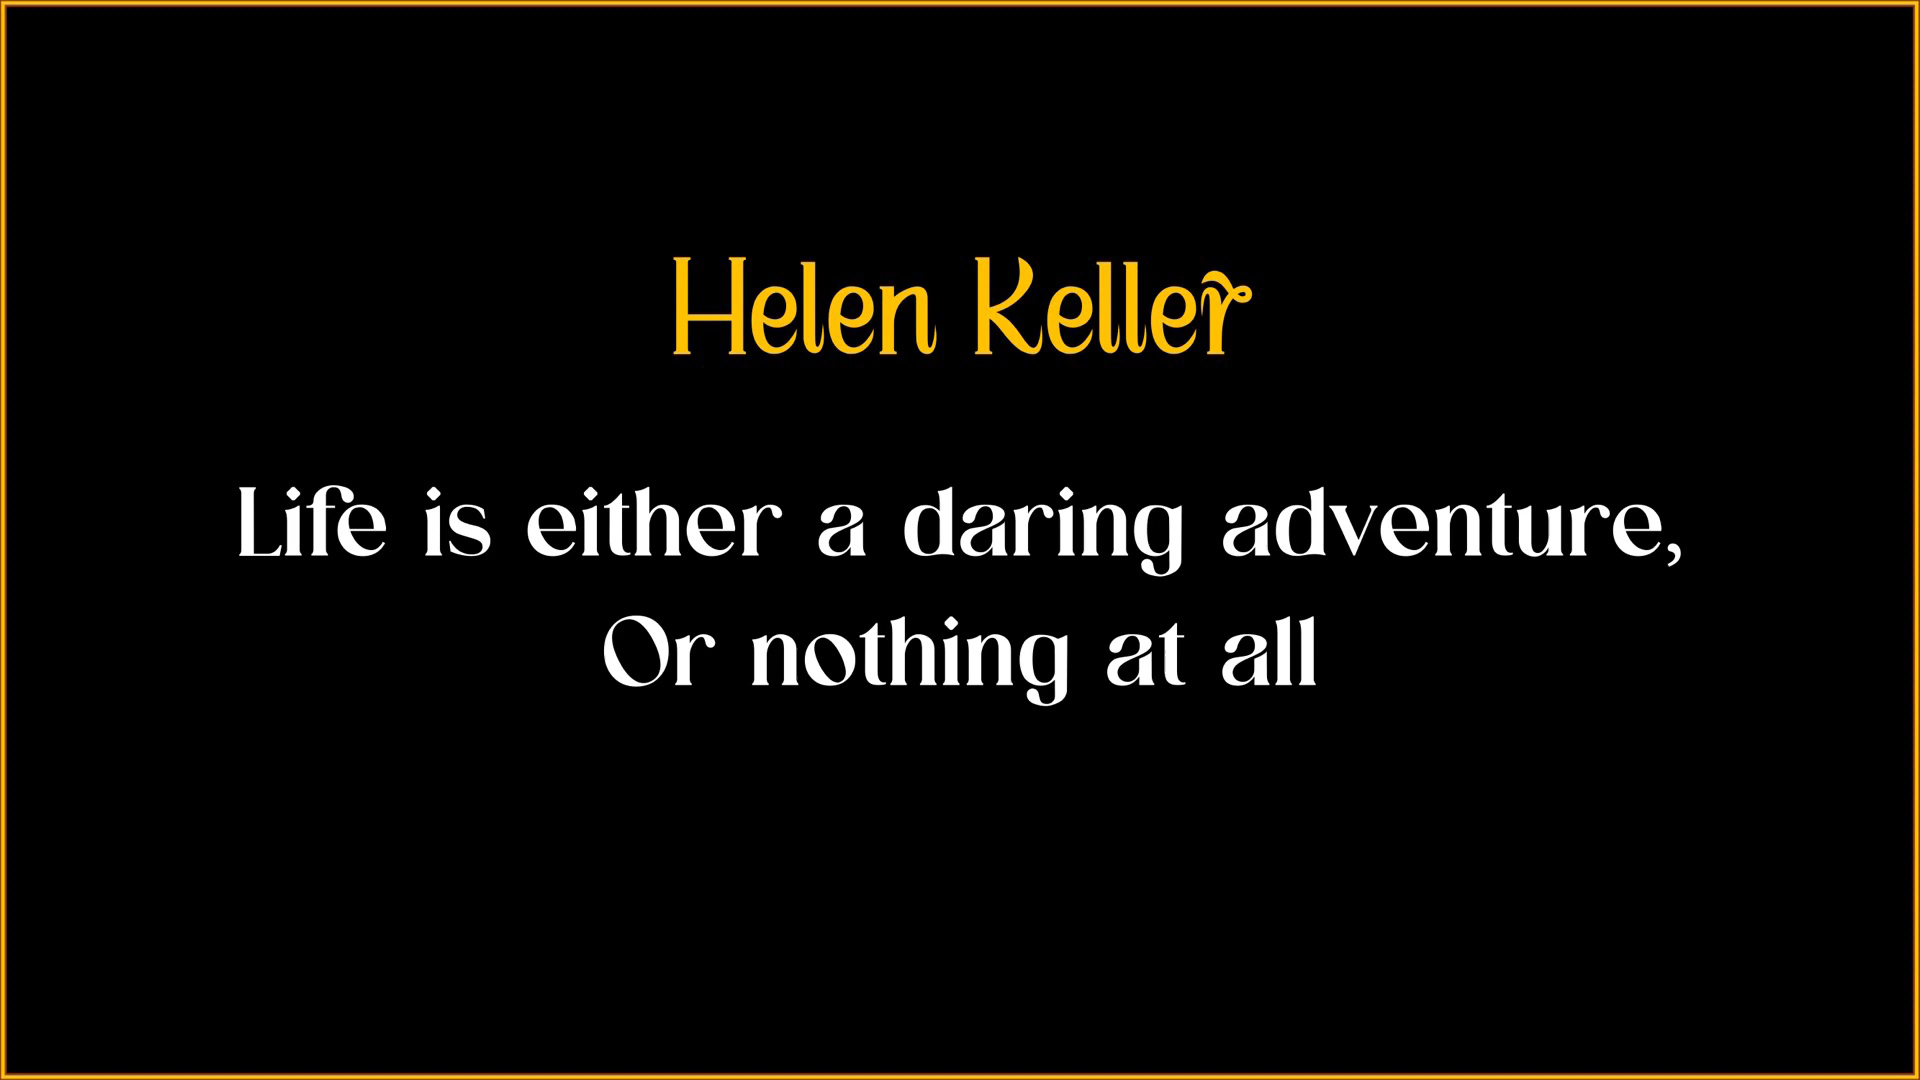 Helen Keller
Life is either a daring adventure,
Or nothing at all